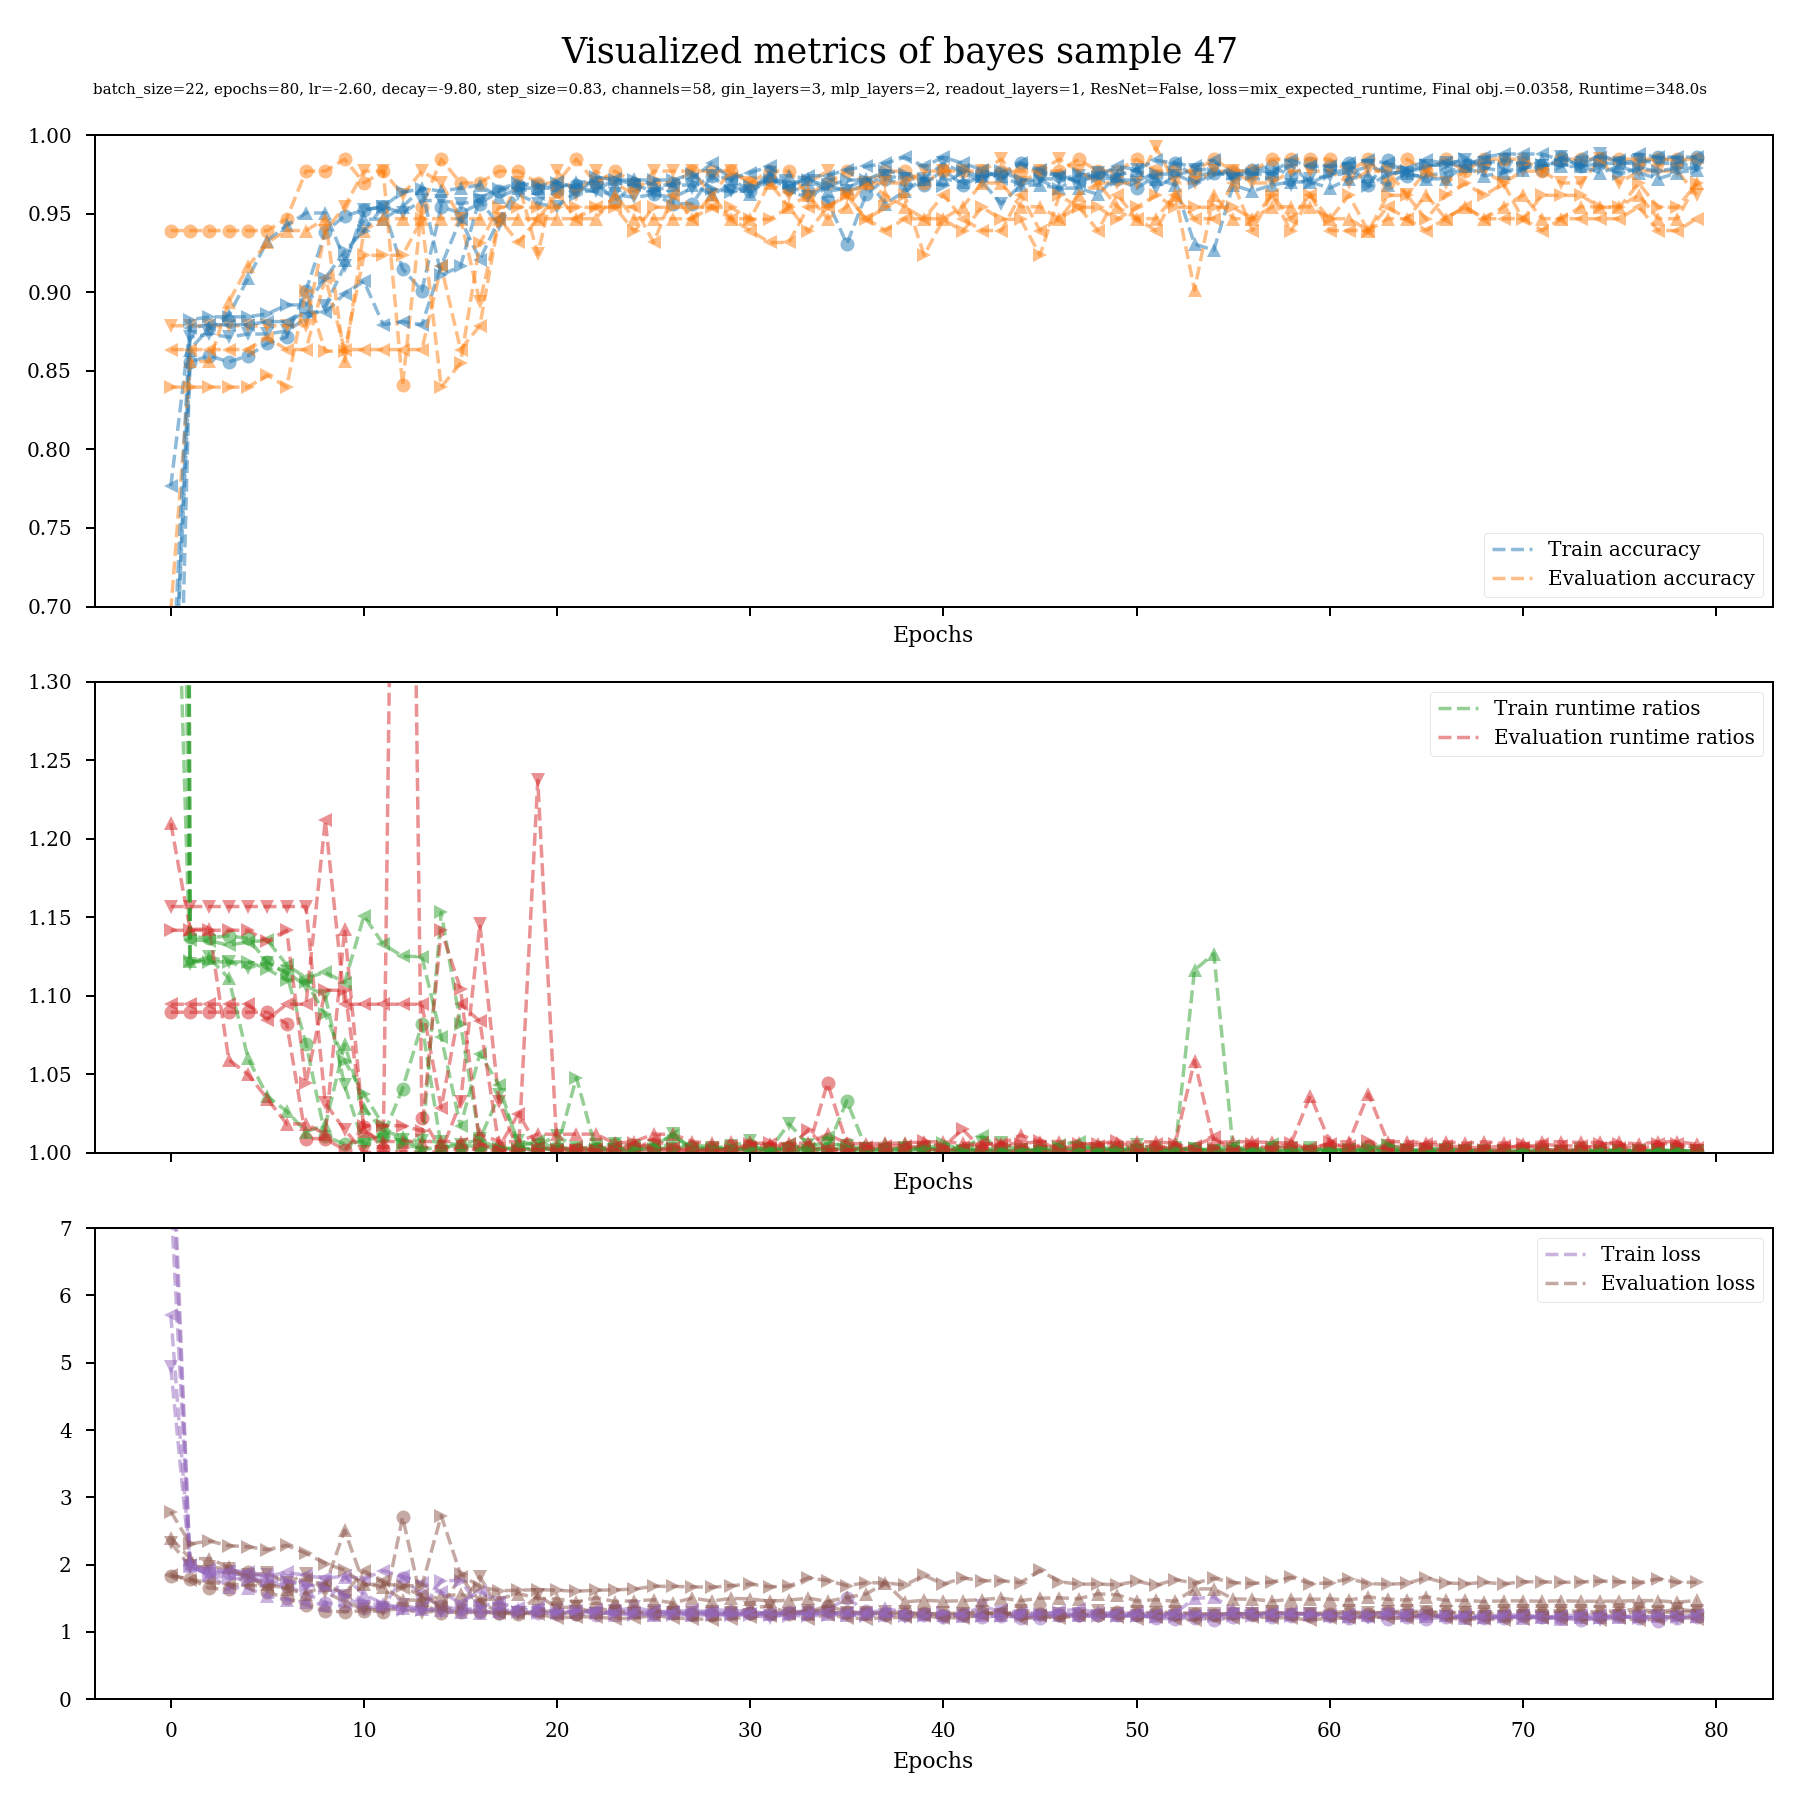 Visualized metrics of bayes sample 47
batch_size=22, epochs=80, lr=-2.60, decay=-9.80, step_size=0.83, channels=58, gin_layers=3, mlp_layers=2, readout_layers=1, ResNet=False, loss=mix_expected_runtime, Final obj.=0.0358, Runtime=348.0s
1.00
0.95
0.90
0.85
0.80
0.75
0.70
Train accuracy
Evaluation accuracy
Epochs
1.30
1.25
1.20
1.15
1.10
1.05
1.00
Train runtime ratios
Evaluation runtime ratios
Epochs
7
6
5
4
3
2
1
0
Train loss
Evaluation loss
0 10 20 30 40 50 60 70 80
Epochs